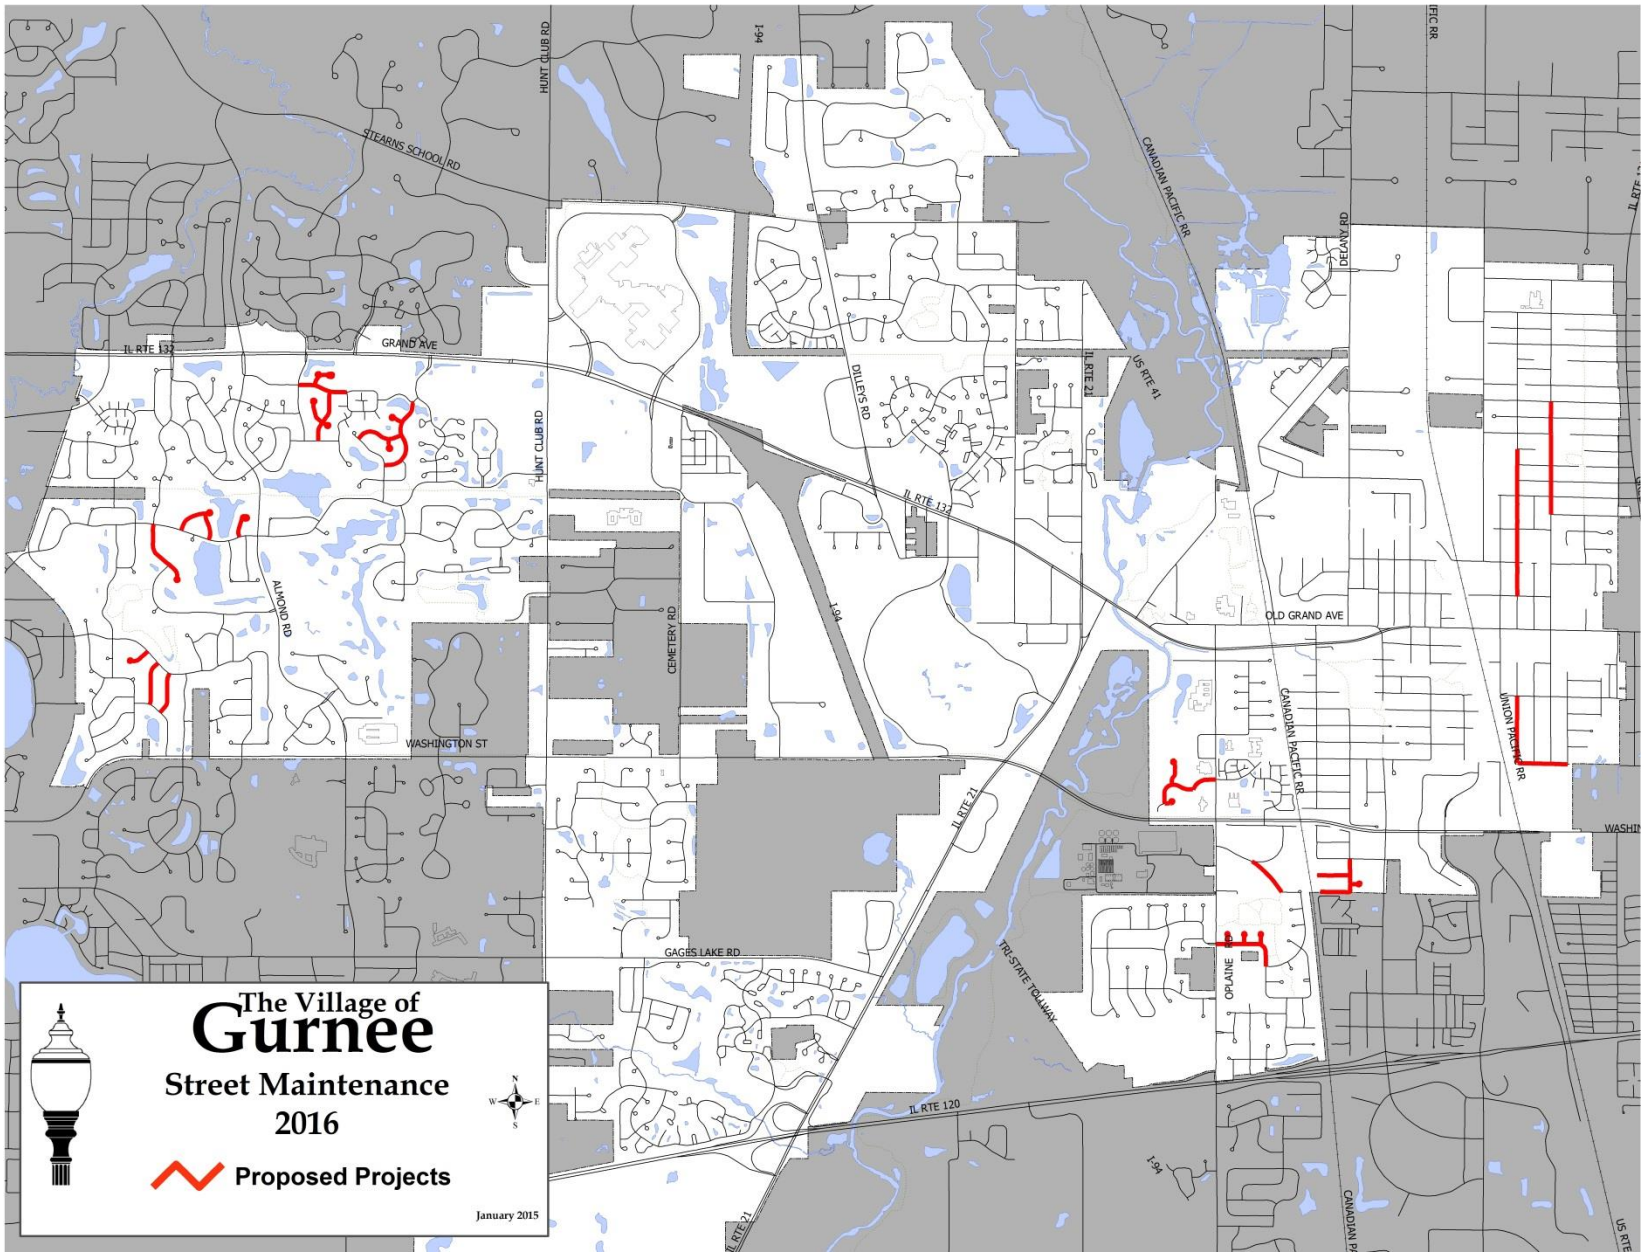 HUNT CLUB RD
I-94
IFIC RR
STEARNS SCHOOL RD
CANADIAN PACIFIC RR
DELANY RD
IL RTE 132
GRAND AVE
IL RTE 21
US RTE 41
DILLEYS RD
HUNT CLUB RD
IL RTE 132
ALMOND RD
CEMETERY RD
I-94
OLD GRAND AVE
CANADIAN PACIFIC RR
UNION PACIFIC RR
WASHINGTON ST
IL RTE 21
WASHIN
GAGES LAKE RD
TRI-STATE TOLLWAY
OPLAINE RD
IL RTE 120
I-94
IL RTE 21
CANADIAN PA
US RTE
The Village of
Gurnee
Street Maintenance
2016
N
W E
S
Proposed Projects
January 2015